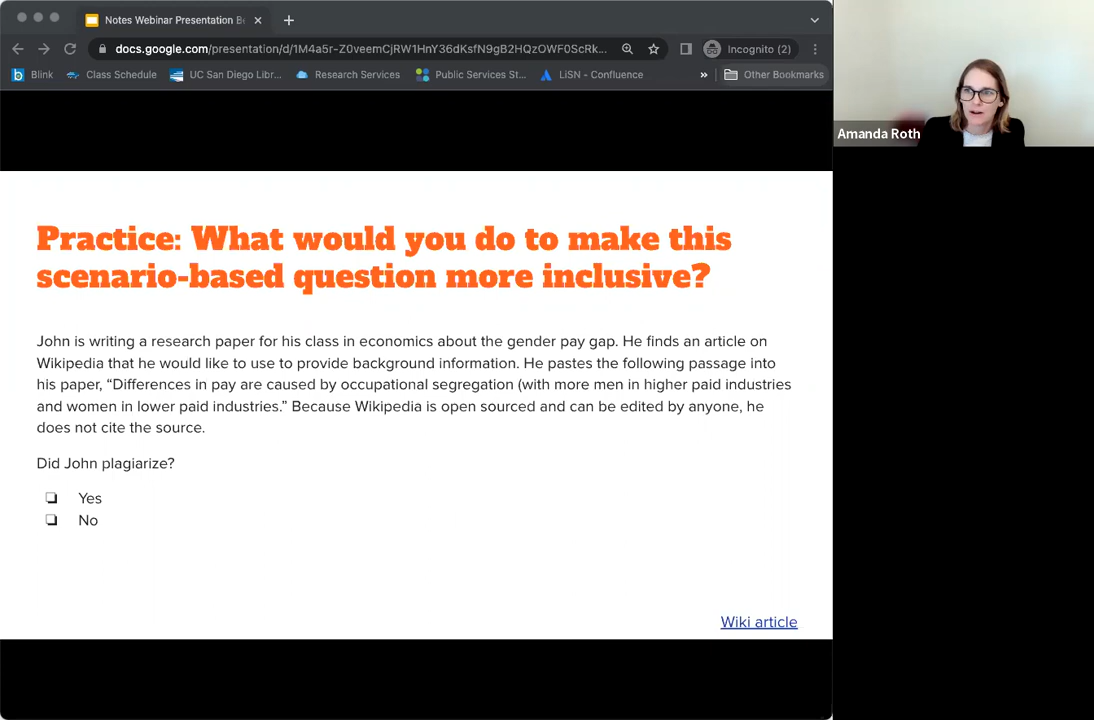 Notes Webinar Presentation Be
docs.google.com/presentation/d/1M4a5r-Z0veemCjRW1HnY36dKsfN9gB2HQzOWF0ScRk...
Incognito (2)
Blink
Class Schedule
UC San Diego Libr...
Research Services
Public Services St...
LiSN - Confluence
»
Other Bookmarks
Amanda Roth
Practice: What would you do to make this
scenario-based question more inclusive?
John is writing a research paper for his class in economics about the gender pay gap. He finds an article on
Wikipedia that he would like to use to provide background information. He pastes the following passage into
his paper, “Differences in pay are caused by occupational segregation (with more men in higher paid industries
and women in lower paid industries.” Because Wikipedia is open sourced and can be edited by anyone, he
does not cite the source.
Did John plagiarize?
Yes
No
Wiki article